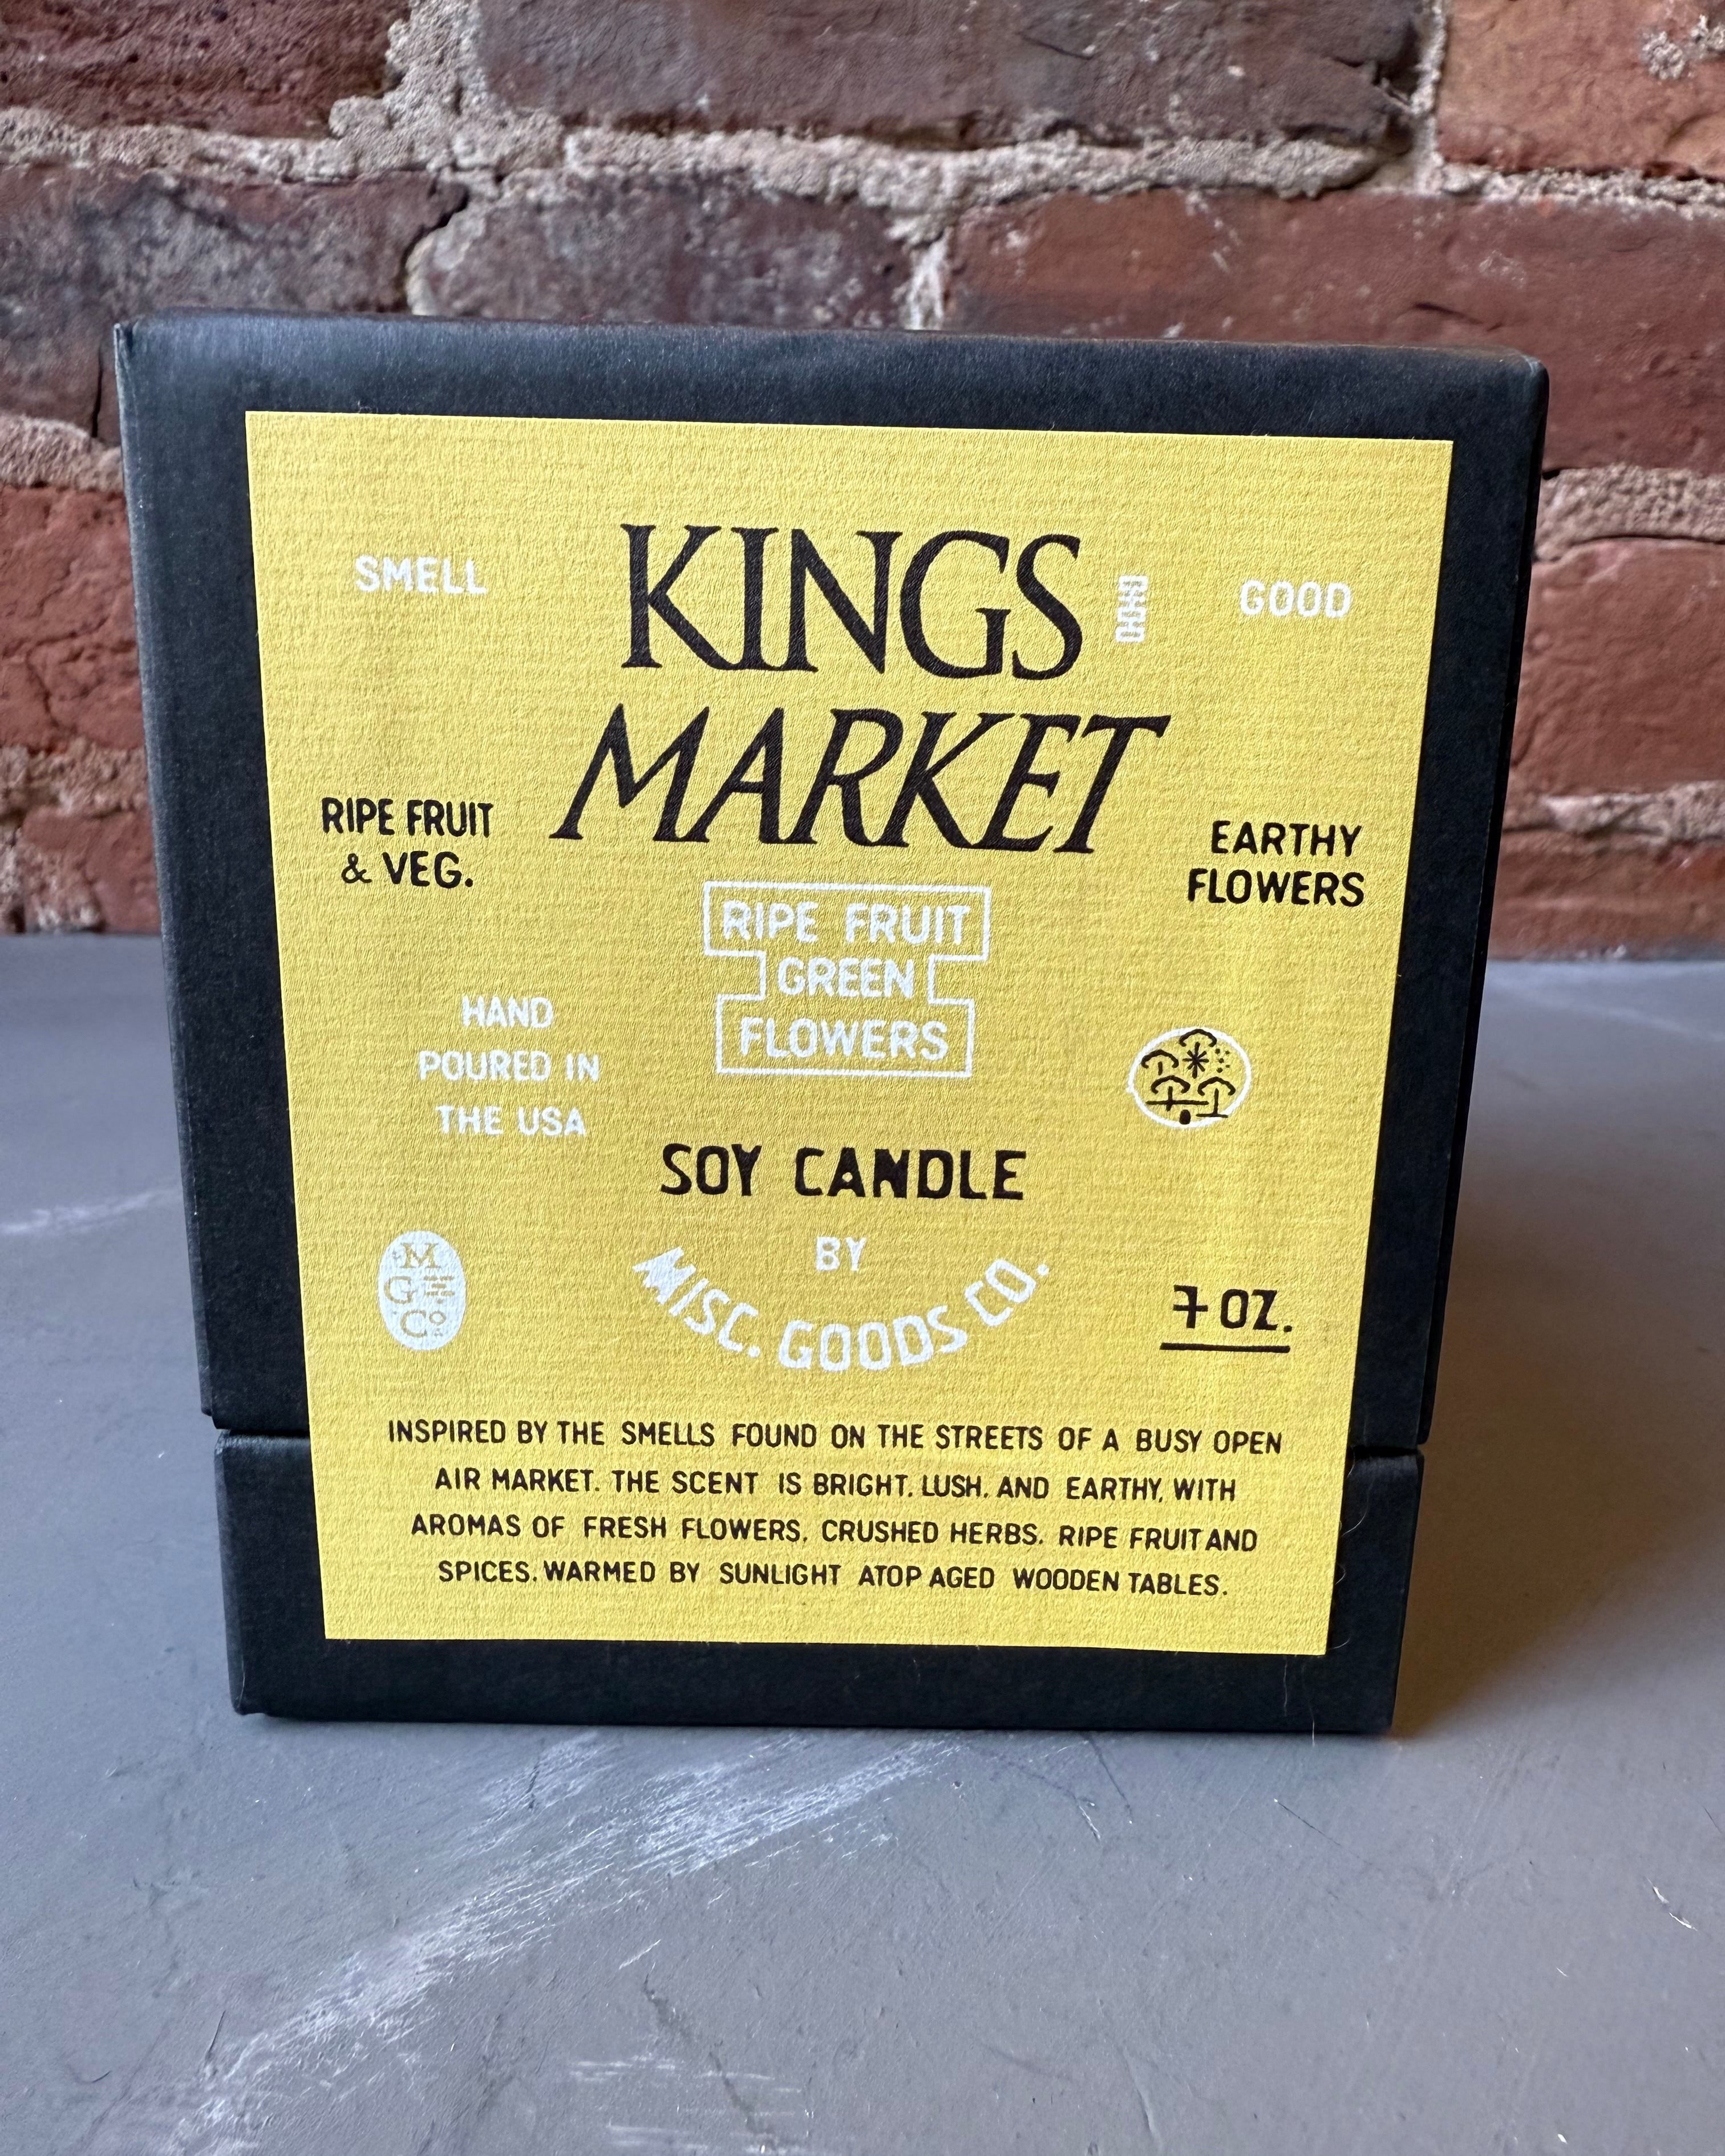 SMELL
KINGS
GOOD
MARKET
RIPE FRUIT
& VEG.
EARTHY
FLOWERS
RIPE FRUIT
GREEN
FLOWERS
HAND
POURED IN
THE USA
SOY CANDLE
BY
MISC. GOODS CO.
M
G
Co
7 OZ.
INSPIRED BY THE SMELLS FOUND ON THE STREETS OF A BUSY OPEN
AIR MARKET. THE SCENT IS BRIGHT, LUSH, AND EARTHY, WITH
AROMAS OF FRESH FLOWERS, CRUSHED HERBS, RIPE FRUIT AND
SPICES, WARMED BY SUNLIGHT ATOP AGED WOODEN TABLES.